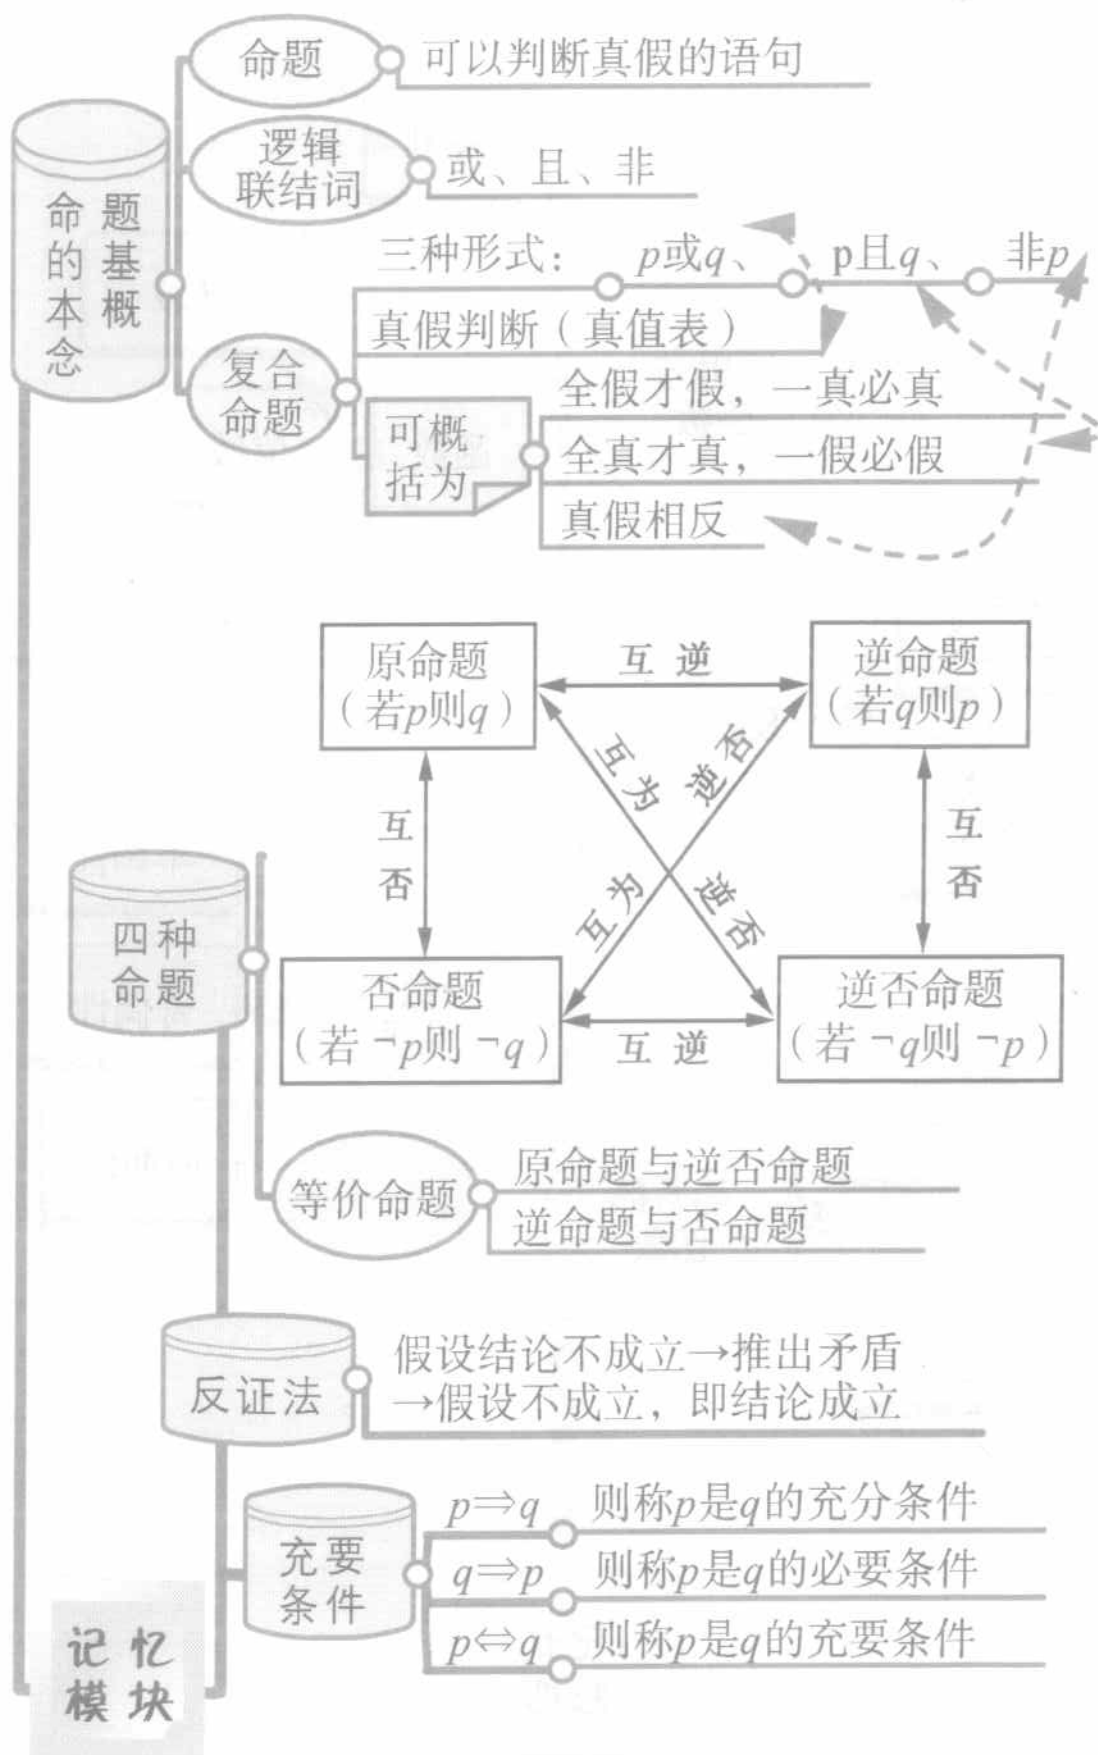 命题
可以判断真假的语句
逻辑
联结词
或、且、非
命题
的基
本概
念
三种形式：
p或q、
p且q、
非p
真假判断（真值表）
复合
命题
可概
括为
全假才假，一真必真
全真才真，一假必假
真假相反
原命题
（若p则q）
互逆
逆命题
（若q则p）
互为
逆否
互否
互否
互为
逆否
四种
命题
否命题
（若¬p则¬q）
互逆
逆否命题
（若¬q则¬p）
等价命题
原命题与逆否命题
逆命题与否命题
反证法
假设结论不成立→推出矛盾
→假设不成立，即结论成立
充要
条件
p⇒q
则称p是q的充分条件
q⇒p
则称p是q的必要条件
p⇔q
则称p是q的充要条件
记忆
模块